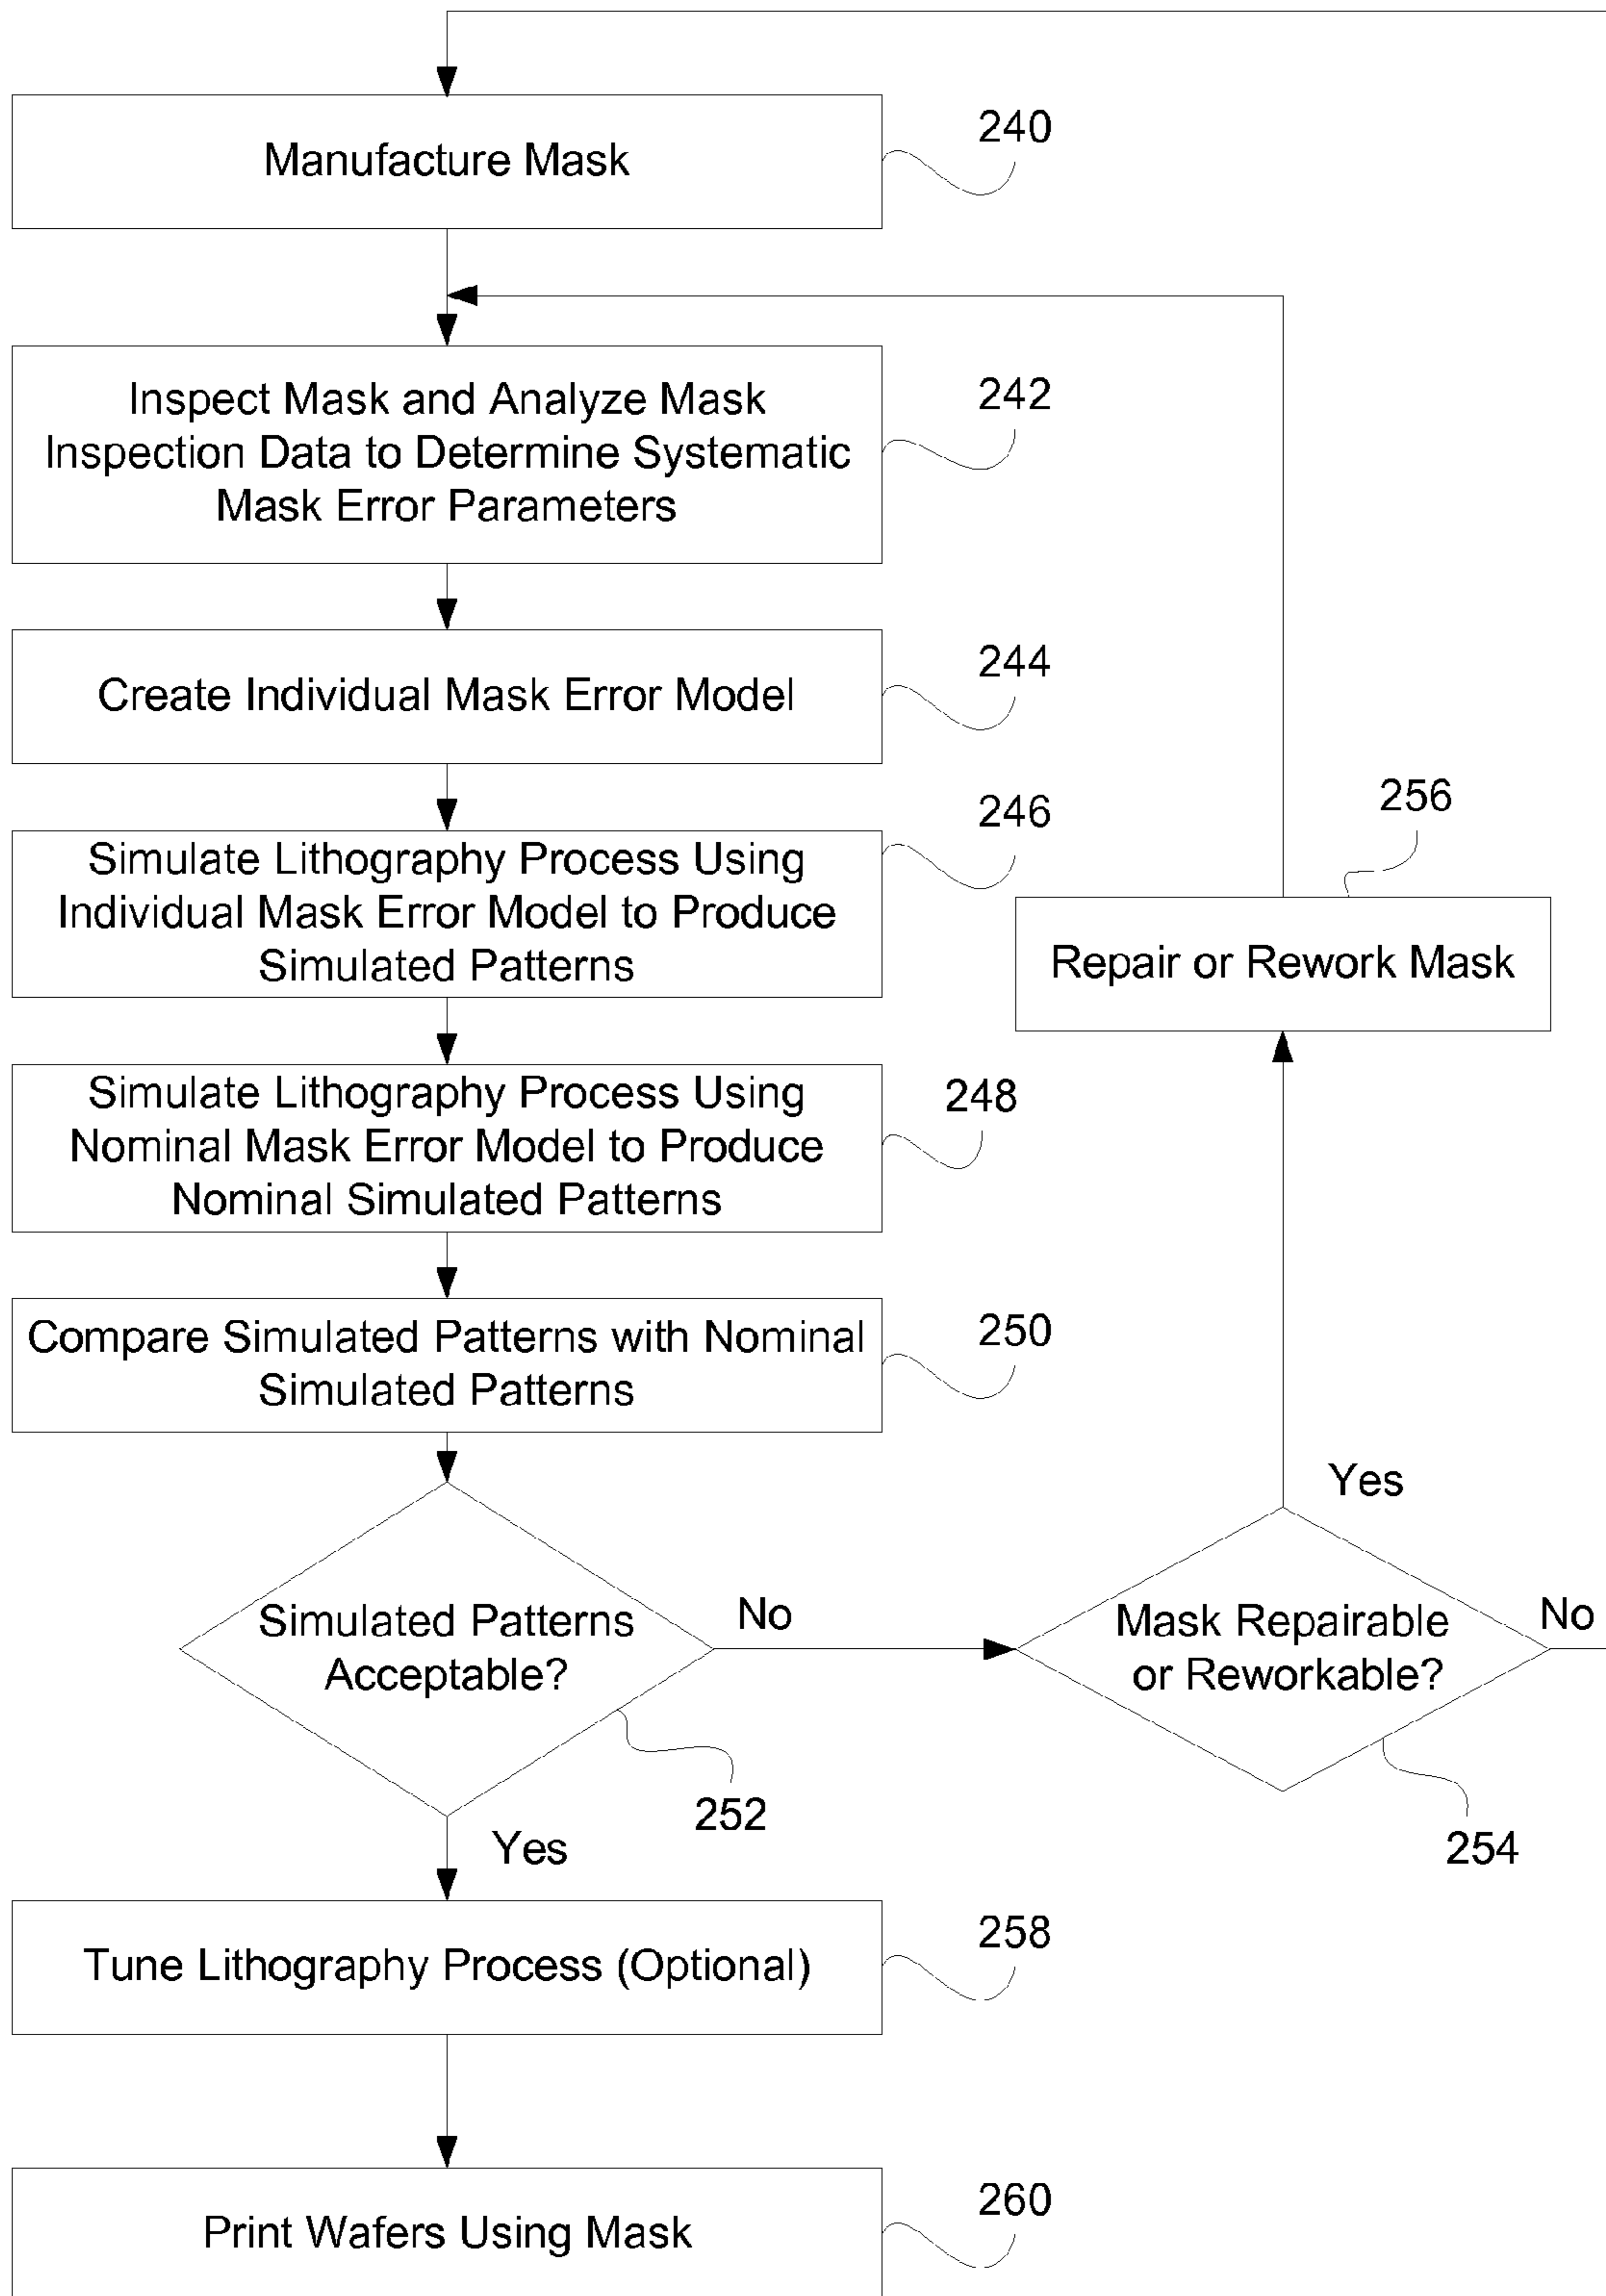 Manufacture Mask
240
Inspect Mask and Analyze Mask
Inspection Data to Determine Systematic
Mask Error Parameters
242
Create Individual Mask Error Model
244
Simulate Lithography Process Using
Individual Mask Error Model to Produce
Simulated Patterns
246
256
Repair or Rework Mask
Simulate Lithography Process Using
Nominal Mask Error Model to Produce
Nominal Simulated Patterns
248
Compare Simulated Patterns with Nominal
Simulated Patterns
250
Simulated Patterns
Acceptable?
No
252
Yes
Yes
Mask Repairable
or Reworkable?
No
254
Tune Lithography Process (Optional)
258
Print Wafers Using Mask
260